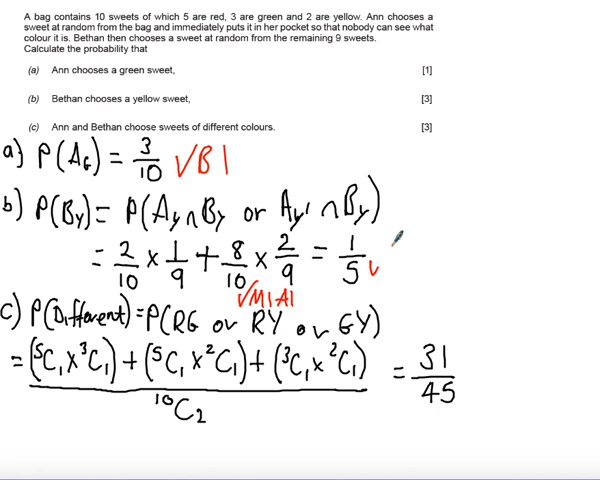 A bag contains 10 sweets of which 5 are red, 3 are green and 2 are yellow. Ann chooses a
sweet at random from the bag and immediately puts it in her pocket so that nobody can see what
colour it is. Bethan then chooses a sweet at random from the remaining 9 sweets.
Calculate the probability that
(a) Ann chooses a green sweet, [1]
(b) Bethan chooses a yellow sweet, [3]
(c) Ann and Bethan choose sweets of different colours. [3]
a) P(A_G) = 3/10 √B1
b) P(B_Y) = P(A_Y ∩ B_Y or A_Y' ∩ B_Y)
= 2/10 × 1/9 + 8/10 × 2/9 = 1/5 √
√M1A1
c) P(Different) = P(RG or RY or GY)
= (⁵C₁ × ³C₁) + (⁵C₁ × ²C₁) + (³C₁ × ²C₁) / ¹⁰C₂ = 31/45